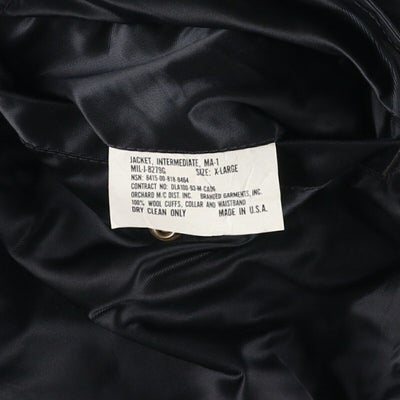 JACKET, INTERMEDIATE, MA-1
MIL-J-8279G SIZE: X-LARGE
NSN: 8415-00-818-8464
CONTRACT NO: DLA100-93-M CA06
ORCHARD M/C DIST. INC. BRANDED GARMENTS, INC.
100% WOOL CUFFS, COLLAR AND WAISTBAND
DRY CLEAN ONLY MADE IN U.S.A.